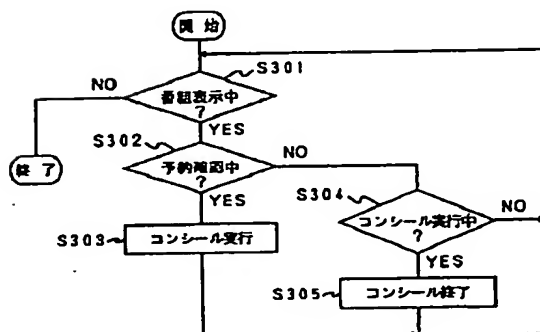 開始
S301
番組表示中
?
NO
YES
終了
S302
予約確認中
?
NO
YES
S303
コンシール実行
S304
コンシール実行中
?
NO
YES
S305
コンシール終了